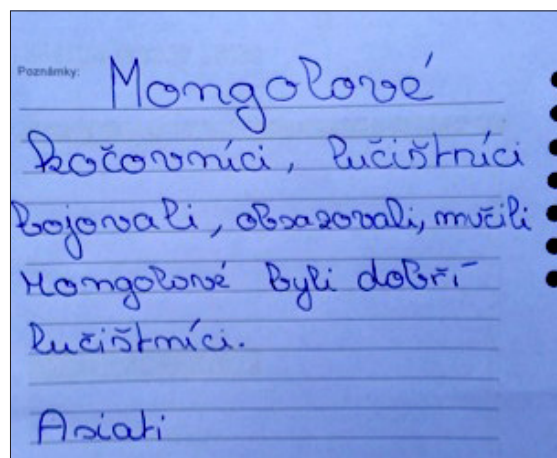 Poznámky:
Mongolové
kočovníci, lučištníci
bojovali, obsazovali, mučili
Mongolové byli dobří
lučištníci.
Asiati